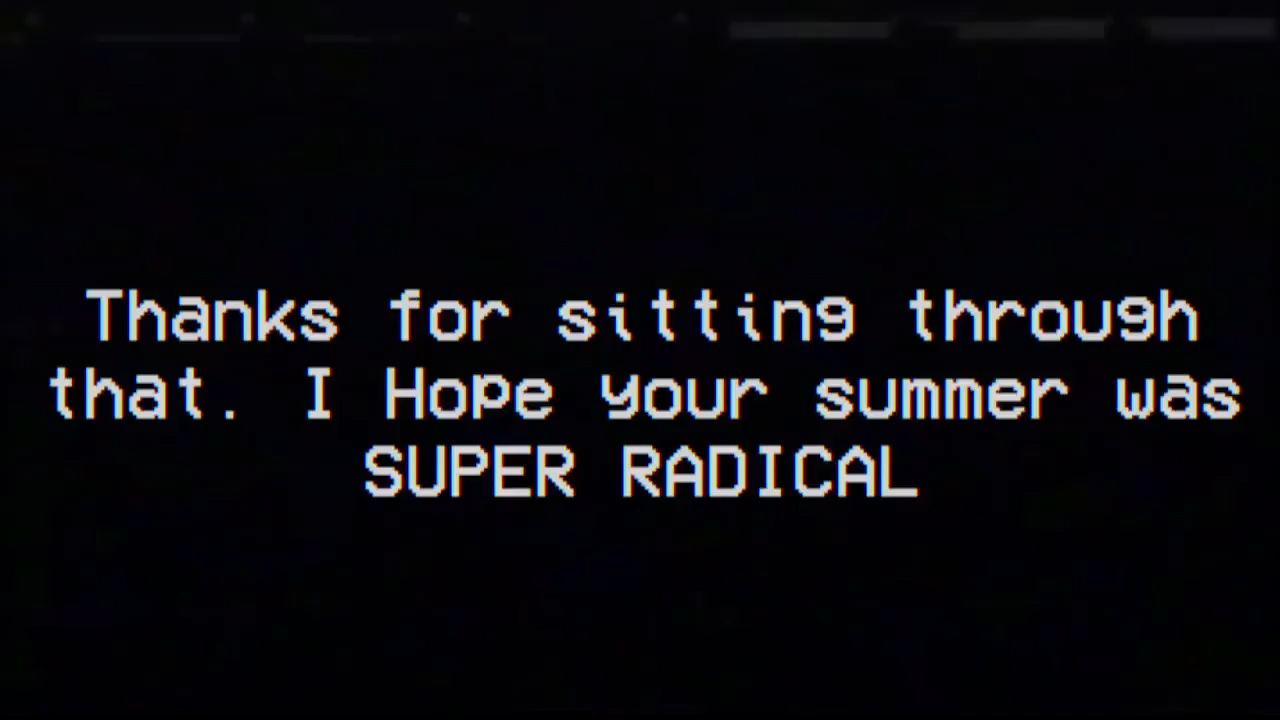 Thanks for sitting through
that. I Hope your summer was
SUPER RADICAL